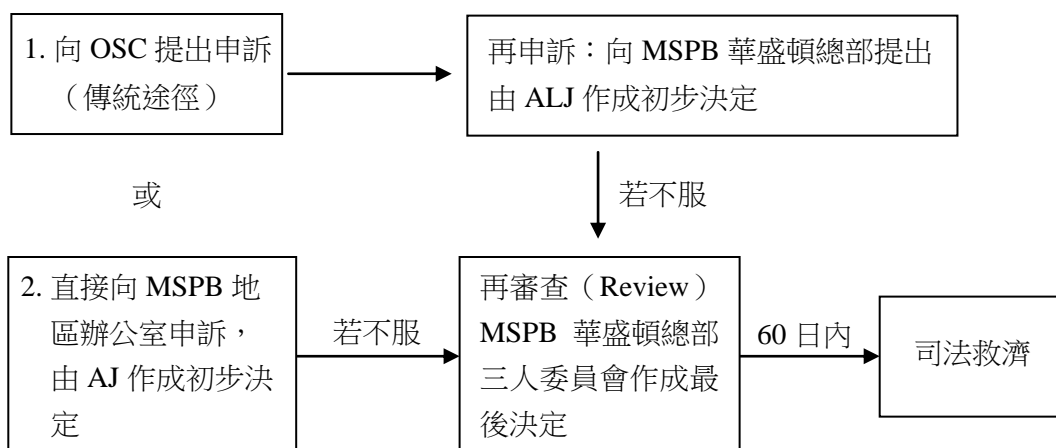 1. 向 OSC 提出申訴
（傳統途徑）
再申訴：向 MSPB 華盛頓總部提出
由 ALJ 作成初步決定
或
若不服
2. 直接向 MSPB 地
區辦公室申訴，
由 AJ 作成初步決
定
若不服
再審查（Review）
MSPB 華盛頓總部
三人委員會作成最
後決定
60 日內
司法救濟